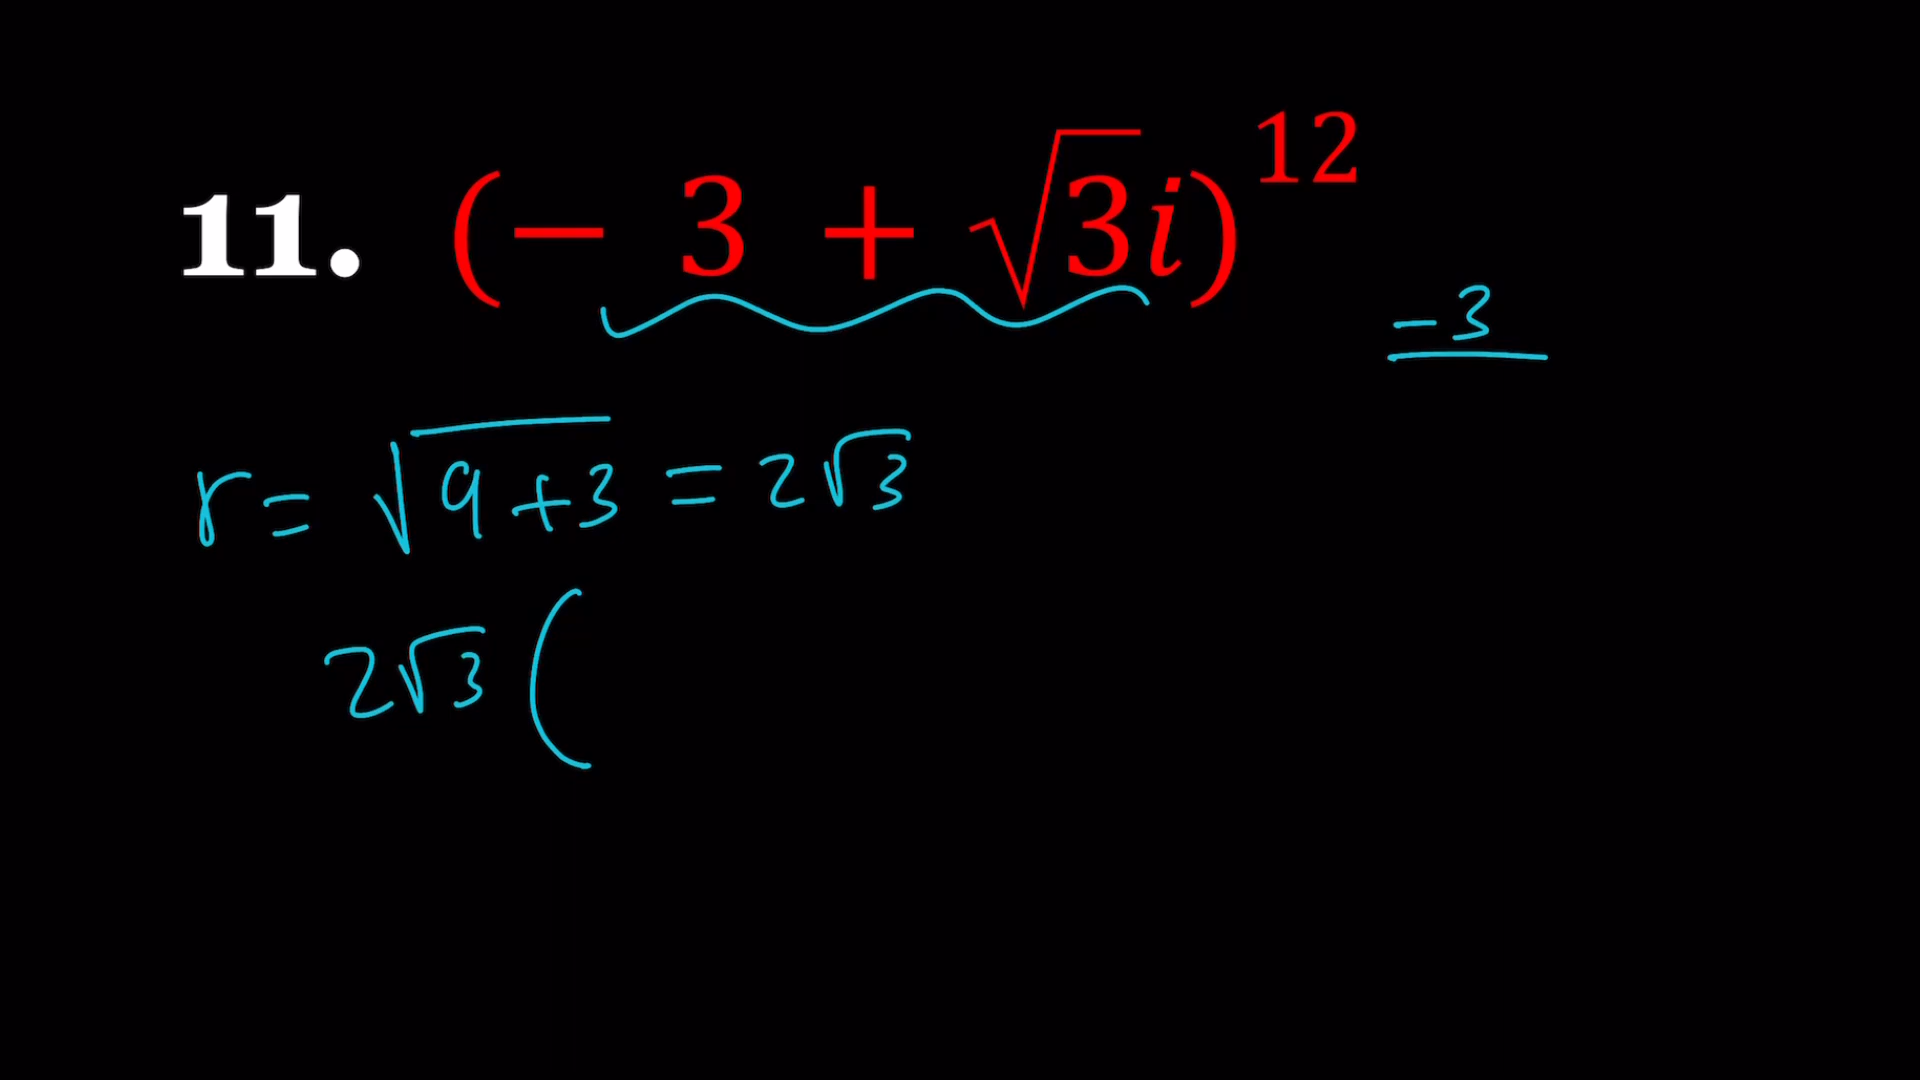 11. (− 3 + √3i)¹²
−3
r = √9+3 = 2√3
2√3 (